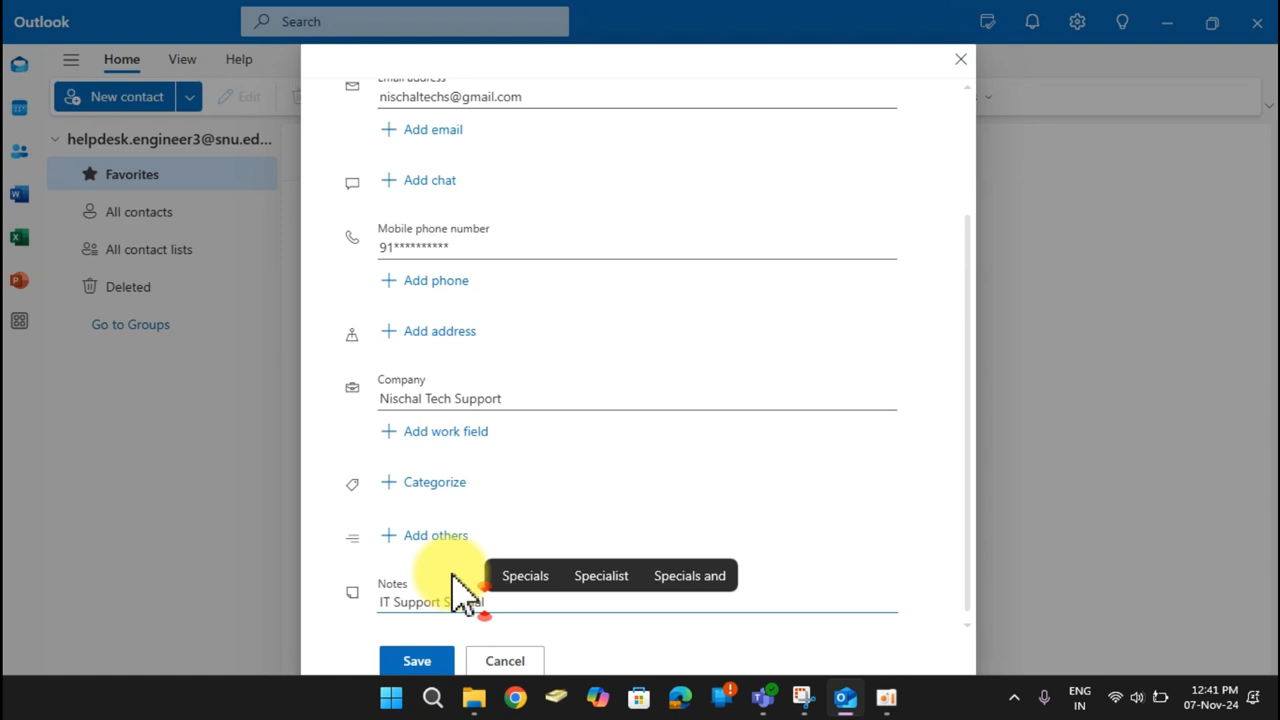 Outlook
Search
Home View Help
New contact
Edit
helpdesk.engineer3@snu.ed...
Favorites
All contacts
All contact lists
Deleted
Go to Groups
Email address
nischaltechs@gmail.com
Add email
Add chat
Mobile phone number
91**********
Add phone
Add address
Company
Nischal Tech Support
Add work field
Categorize
Add others
Specials Specialist Specials and
Notes
IT Support
Save Cancel
ENG
IN
12:41 PM
07-Nov-24